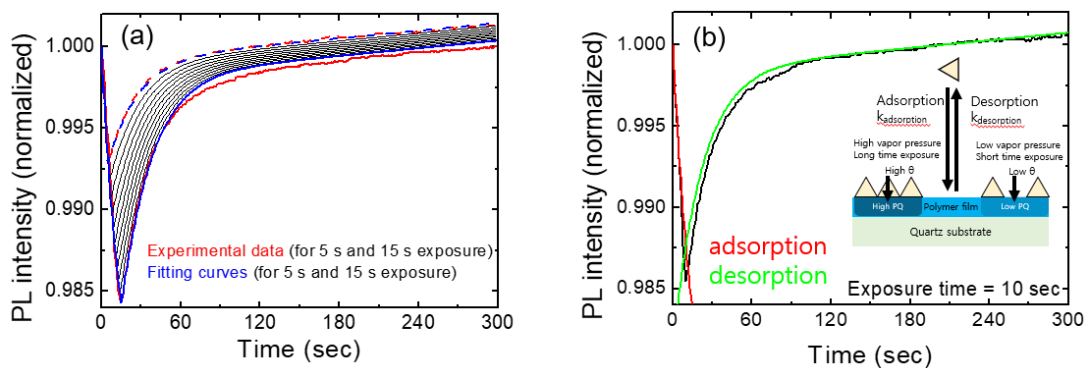 (a)
1.000
0.995
0.990
0.985
PL intensity (normalized)
Experimental data (for 5 s and 15 s exposure)
Fitting curves (for 5 s and 15 s exposure)
0 60 120 180 240 300
Time (sec)
(b)
1.000
0.995
0.990
0.985
PL intensity (normalized)
Adsorption
kadsorption
Desorption
kdesorption
High vapor pressure
Long time exposure
High θ
Low vapor pressure
Short time exposure
Low θ
High PQ
Polymer film
Low PQ
Quartz substrate
adsorption
desorption
Exposure time = 10 sec
0 60 120 180 240 300
Time (sec)